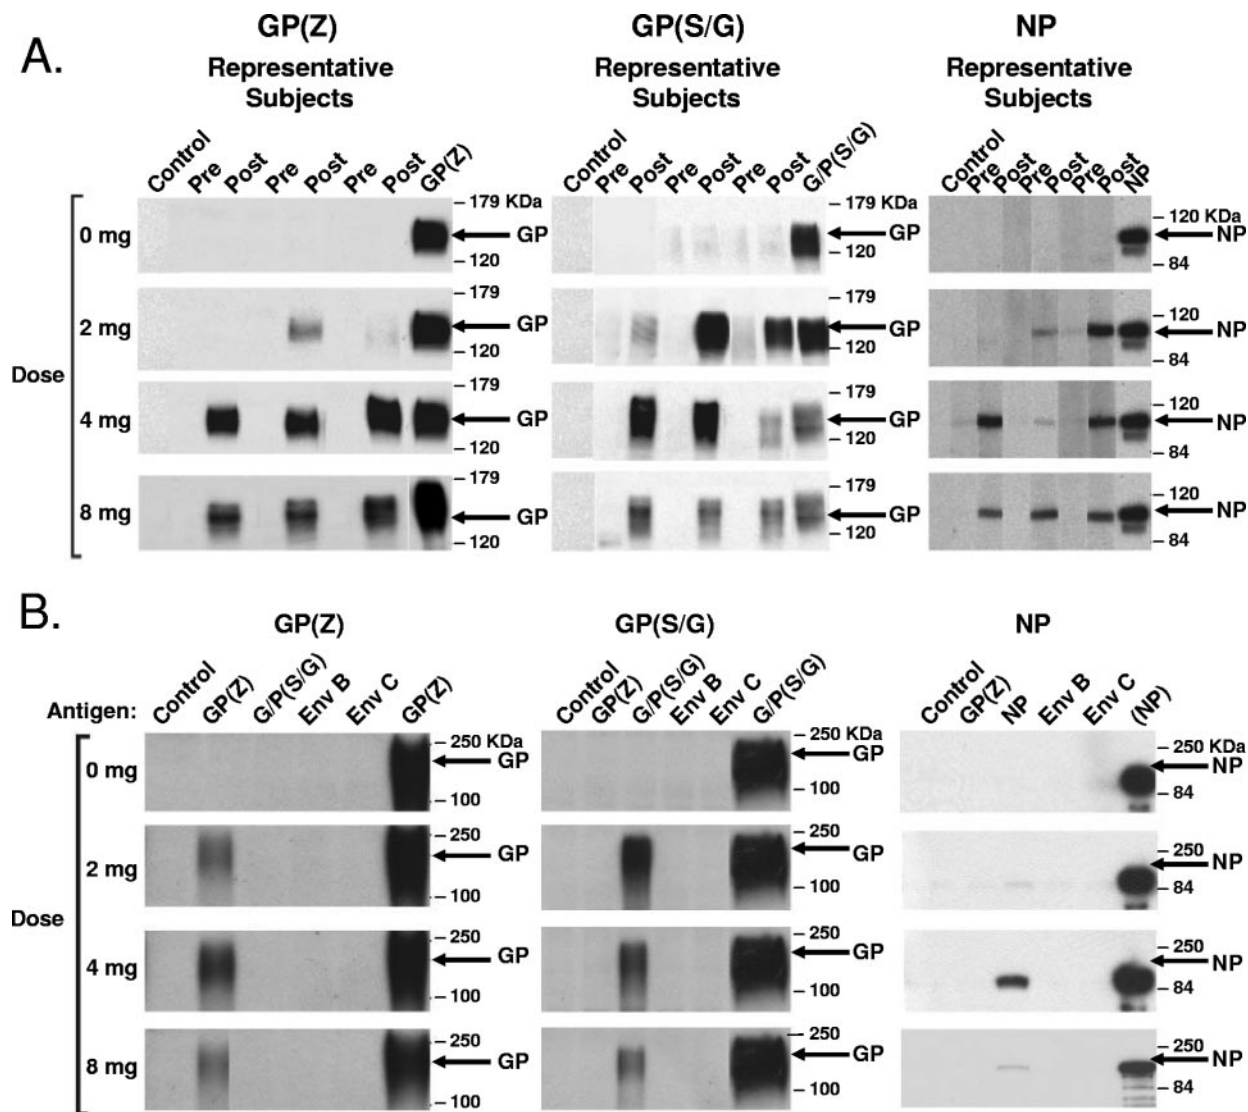 A.
GP(Z)
GP(S/G)
NP
Representative Subjects
Representative Subjects
Representative Subjects
Control Pre Post Pre Post Pre Post GP(Z)
Control Pre Post Pre Post Pre Post G/P(S/G)
Control Pre Post Pre Post Pre Post NP
Dose
0 mg
– 179 KDa
GP
– 120
– 179 KDa
GP
– 120
– 120 KDa
NP
– 84
2 mg
– 179
GP
– 120
– 179
GP
– 120
– 120
NP
– 84
4 mg
– 179
GP
– 120
– 179
GP
– 120
– 120
NP
– 84
8 mg
– 179
GP
– 120
– 179
GP
– 120
– 120
NP
– 84
B.
GP(Z)
GP(S/G)
NP
Antigen:
Control GP(Z) G/P(S/G) Env B Env C GP(Z)
Control GP(Z) G/P(S/G) Env B Env C G/P(S/G)
Control GP(Z) NP Env B Env C (NP)
Dose
0 mg
– 250 KDa
GP
– 100
– 250 KDa
GP
– 100
– 250 KDa
NP
– 84
2 mg
– 250
GP
– 100
– 250
GP
– 100
– 250
NP
– 84
4 mg
– 250
GP
– 100
– 250
GP
– 100
– 250
NP
– 84
8 mg
– 250
GP
– 100
– 250
GP
– 100
– 250
NP
– 84